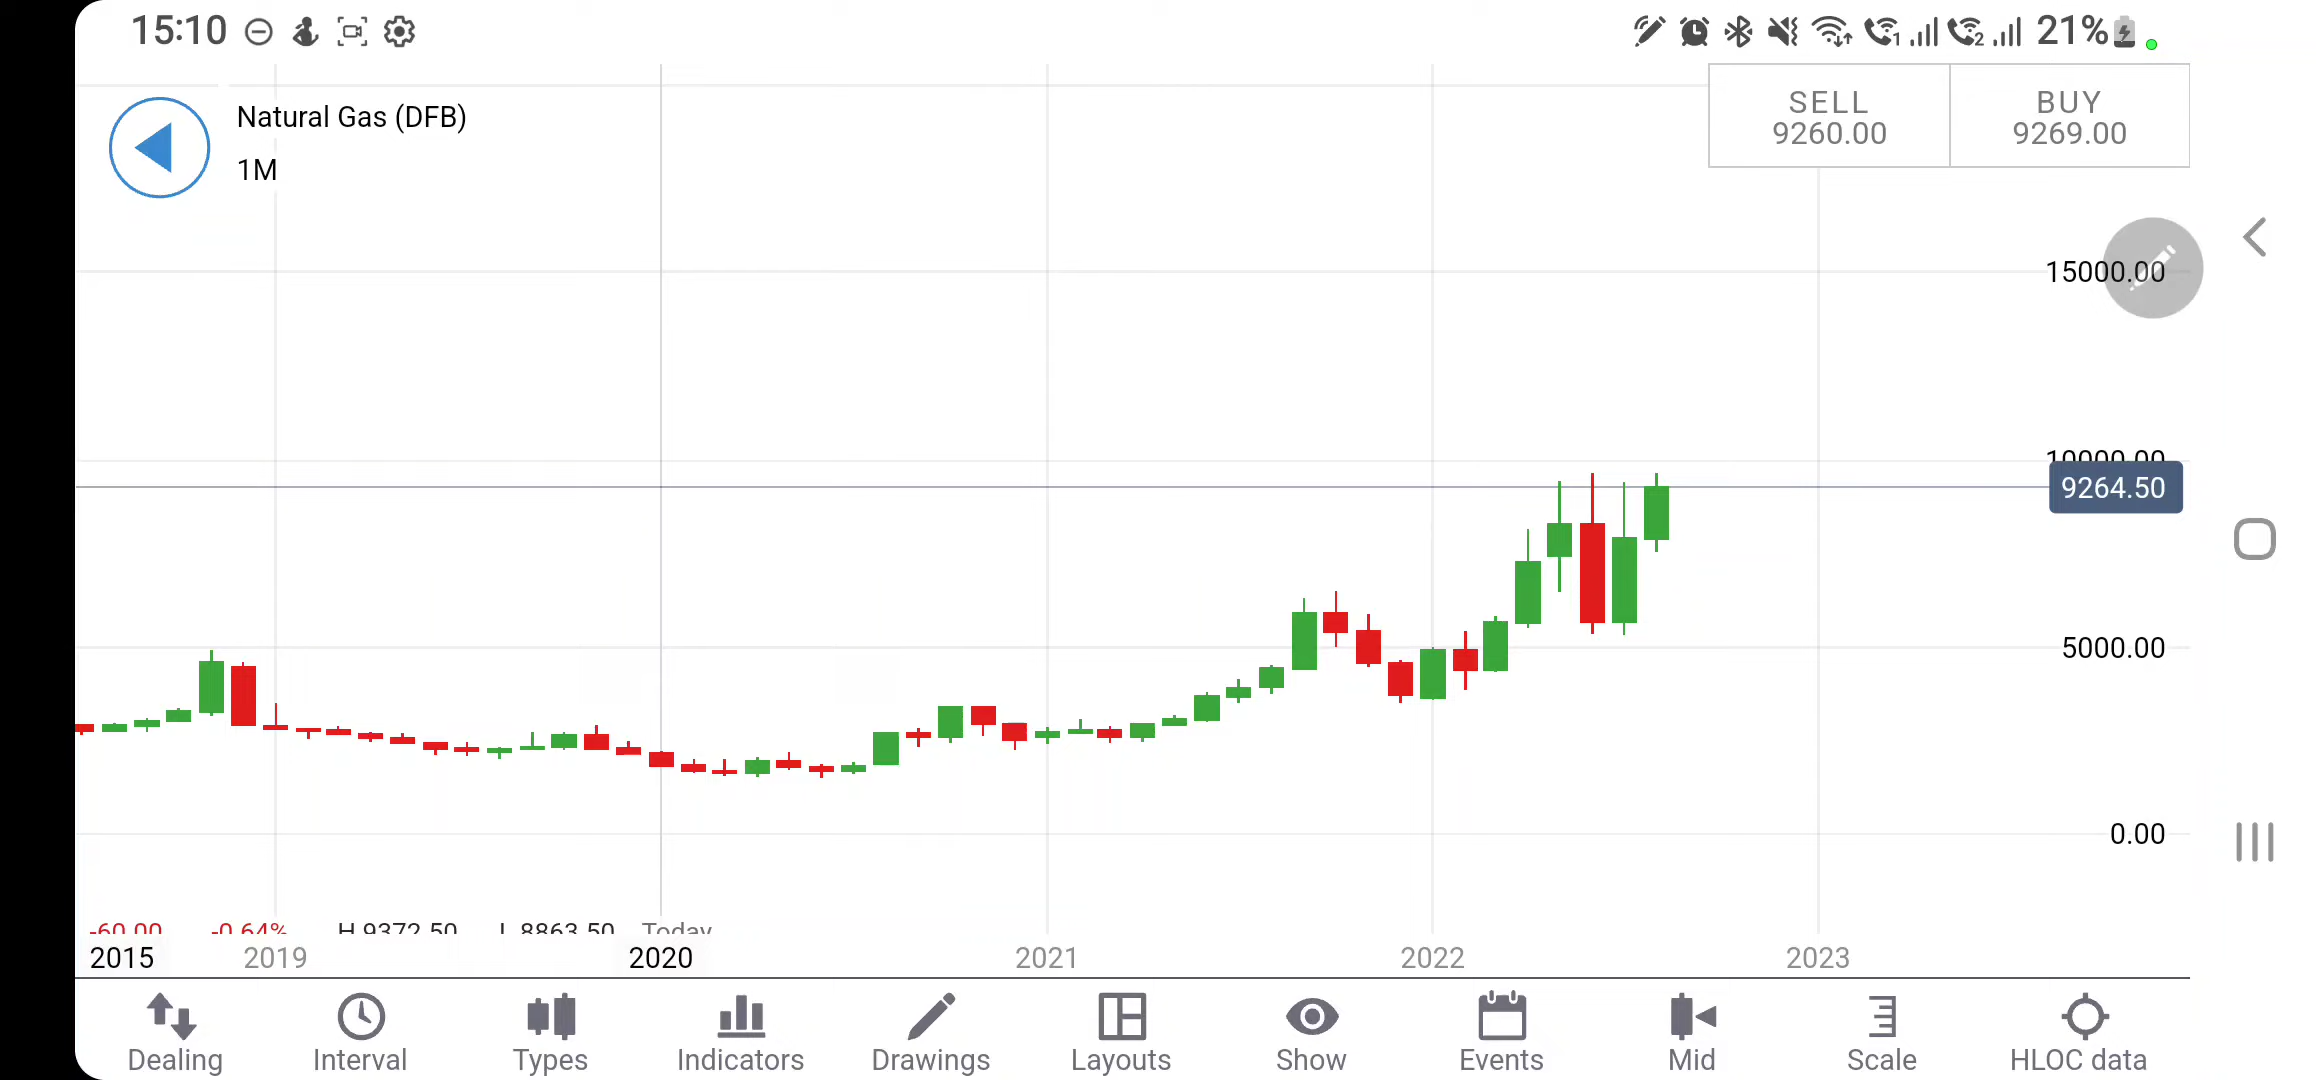 15:10
21%
Natural Gas (DFB)
1M
SELL
9260.00
BUY
9269.00
15000.00
10000.00
9264.50
5000.00
0.00
-60.00 -0.64% H 9372.50 L 8863.50 Today
2015 2019 2020 2021 2022 2023
Dealing Interval Types Indicators Drawings Layouts Show Events Mid Scale HLOC data